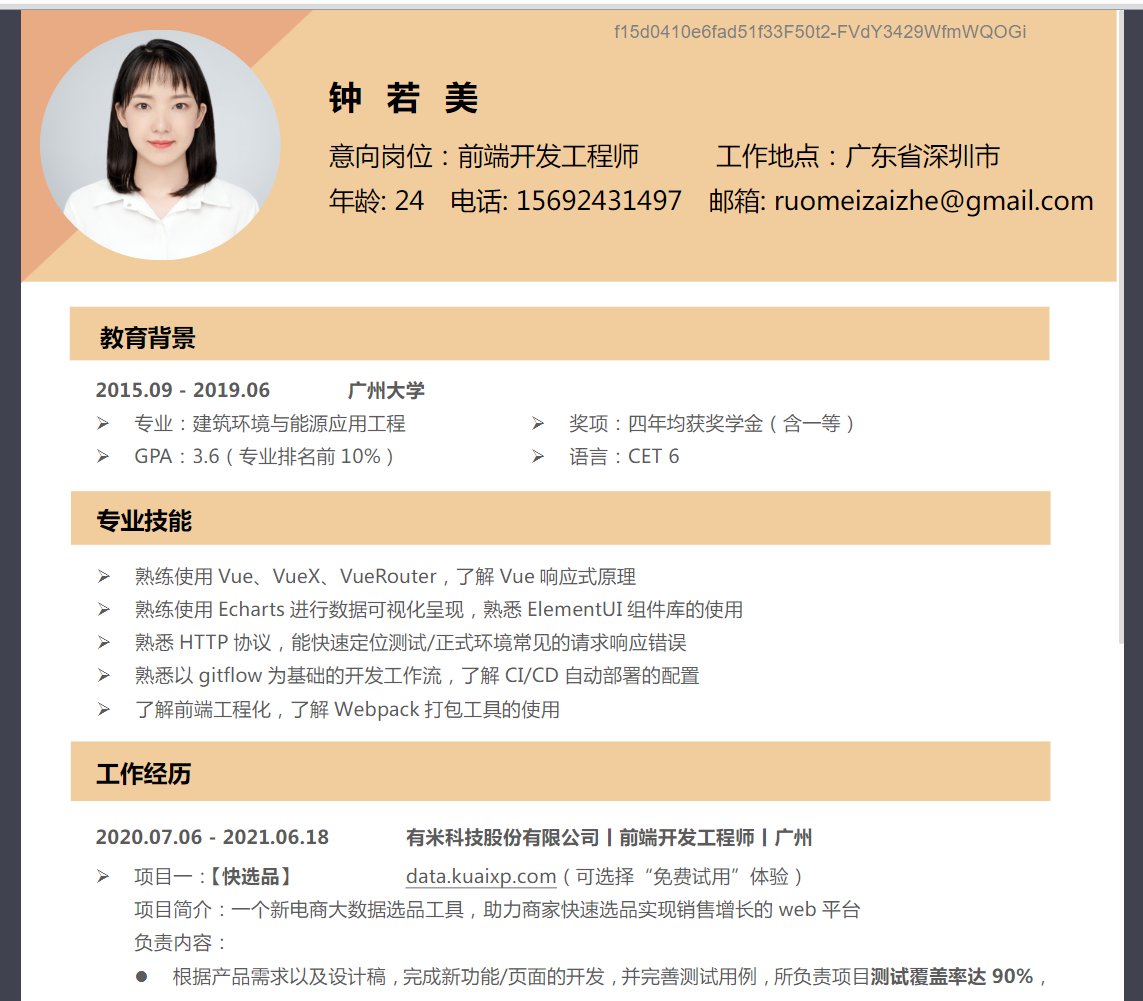 f15d0410e6fad51f33F50t2-FVdY3429WfmWQOGi
钟 若 美
意向岗位：前端开发工程师 工作地点：广东省深圳市
年龄: 24 电话: 15692431497 邮箱: ruomeizaizhe@gmail.com
教育背景
2015.09 - 2019.06 广州大学
➢ 专业：建筑环境与能源应用工程 ➢ 奖项：四年均获奖学金（含一等）
➢ GPA：3.6（专业排名前 10%） ➢ 语言：CET 6
专业技能
➢ 熟练使用 Vue、VueX、VueRouter，了解 Vue 响应式原理
➢ 熟练使用 Echarts 进行数据可视化呈现，熟悉 ElementUI 组件库的使用
➢ 熟悉 HTTP 协议，能快速定位测试/正式环境常见的请求响应错误
➢ 熟悉以 gitflow 为基础的开发工作流，了解 CI/CD 自动部署的配置
➢ 了解前端工程化，了解 Webpack 打包工具的使用
工作经历
2020.07.06 - 2021.06.18 有米科技股份有限公司丨前端开发工程师丨广州
➢ 项目一：【快选品】 data.kuaixp.com（可选择“免费试用”体验）
项目简介：一个新电商大数据选品工具，助力商家快速选品实现销售增长的 web 平台
负责内容：
● 根据产品需求以及设计稿，完成新功能/页面的开发，并完善测试用例，所负责项目测试覆盖率达 90%，